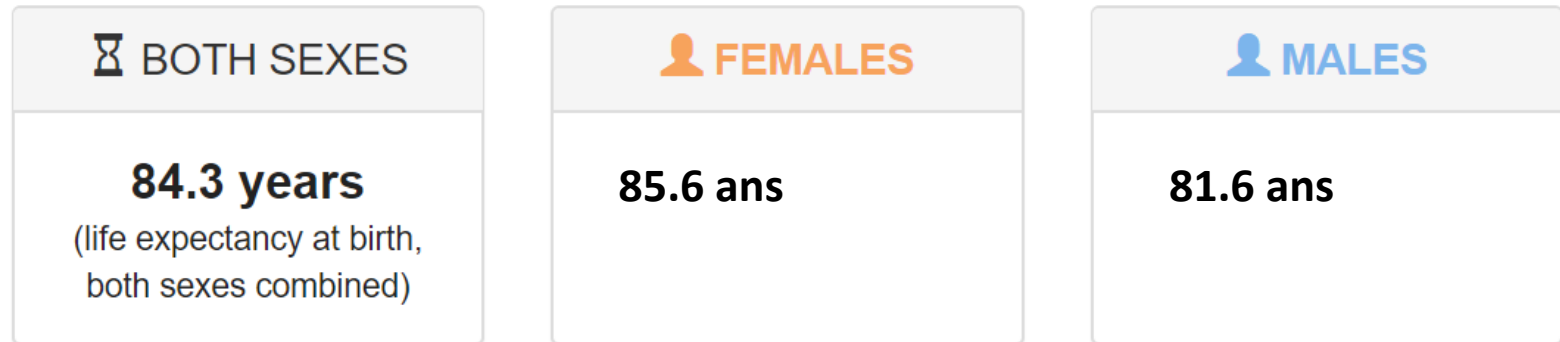 BOTH SEXES
84.3 years
(life expectancy at birth,
both sexes combined)
FEMALES
85.6 ans
MALES
81.6 ans